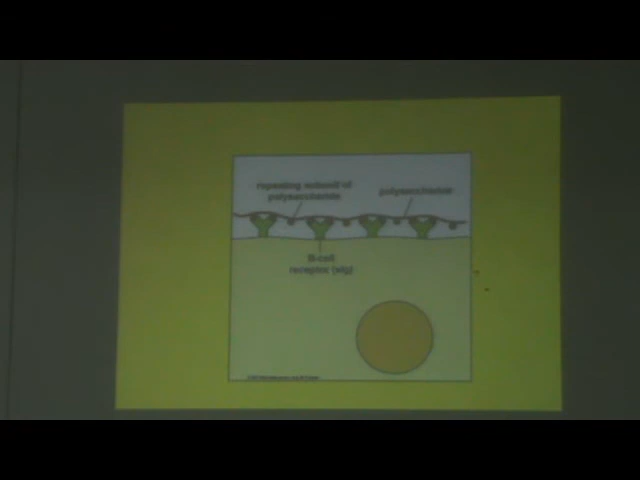 repeating subunit of
polysaccharide
polysaccharide
B-cell
receptor (sIg)